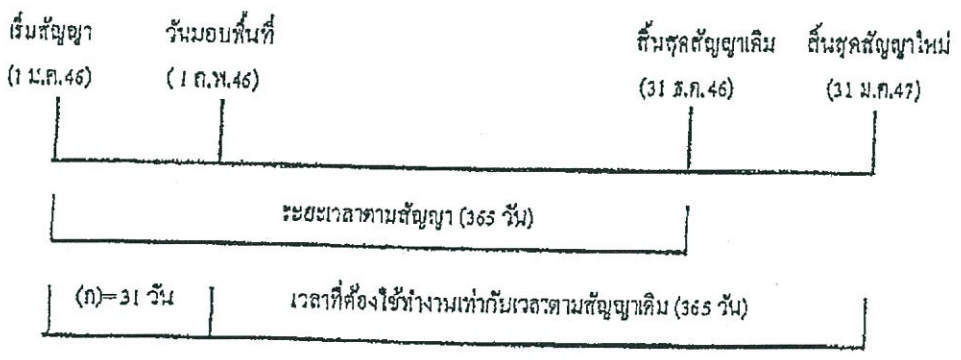 เริ่มสัญญา วันมอบพื้นที่ สิ้นสุดสัญญาเดิม สิ้นสุดสัญญาใหม่
(1 ม.ค.46) (1 ก.พ.46) (31 ธ.ค.46) (31 ม.ค.47)
ระยะเวลาตามสัญญา (365 วัน)
(ก)=31 วัน เวลาที่ต้องใช้ทำงานเท่ากับเวลาตามสัญญาเดิม (365 วัน)